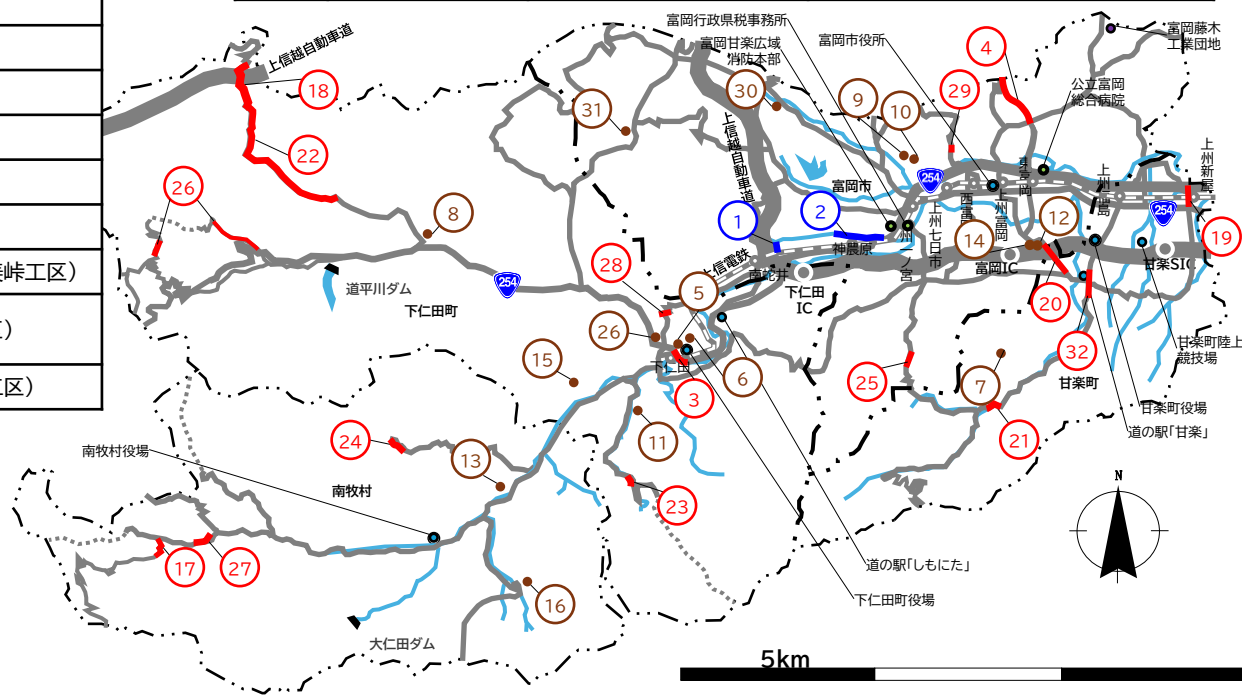 峠工区）
）
区）
上信越自動車道
富岡行政県税事務所
富岡甘楽広域
消防本部
富岡市役所
富岡藤木
工業団地
公立富岡
総合病院
上信越自動車道
18
22
26
31
30
9
10
29
4
254
富岡市
上州新屋
上州七日市
西富岡
上州富岡
東富岡
上州福島
1
2
8
28
5
神農原
南蛇井
上信電鉄
下仁田
IC
一ノ宮
14
12
富岡IC
254
甘楽SIC
19
20
道平川ダム
下仁田町
254
26
15
下仁田
3
6
25
7
32
甘楽町
甘楽町陸上
競技場
甘楽町役場
道の駅「甘楽」
21
11
23
24
13
南牧村役場
南牧村
17
27
16
大仁田ダム
道の駅「しもにた」
下仁田町役場
N
5km